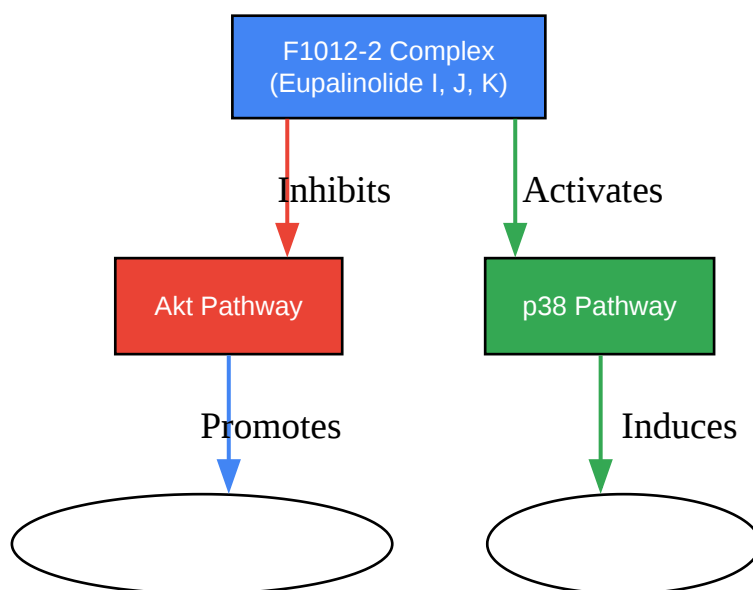 F1012-2 Complex
(Eupalinolide I, J, K)
Inhibits
Activates
Akt Pathway
p38 Pathway
Promotes
Induces